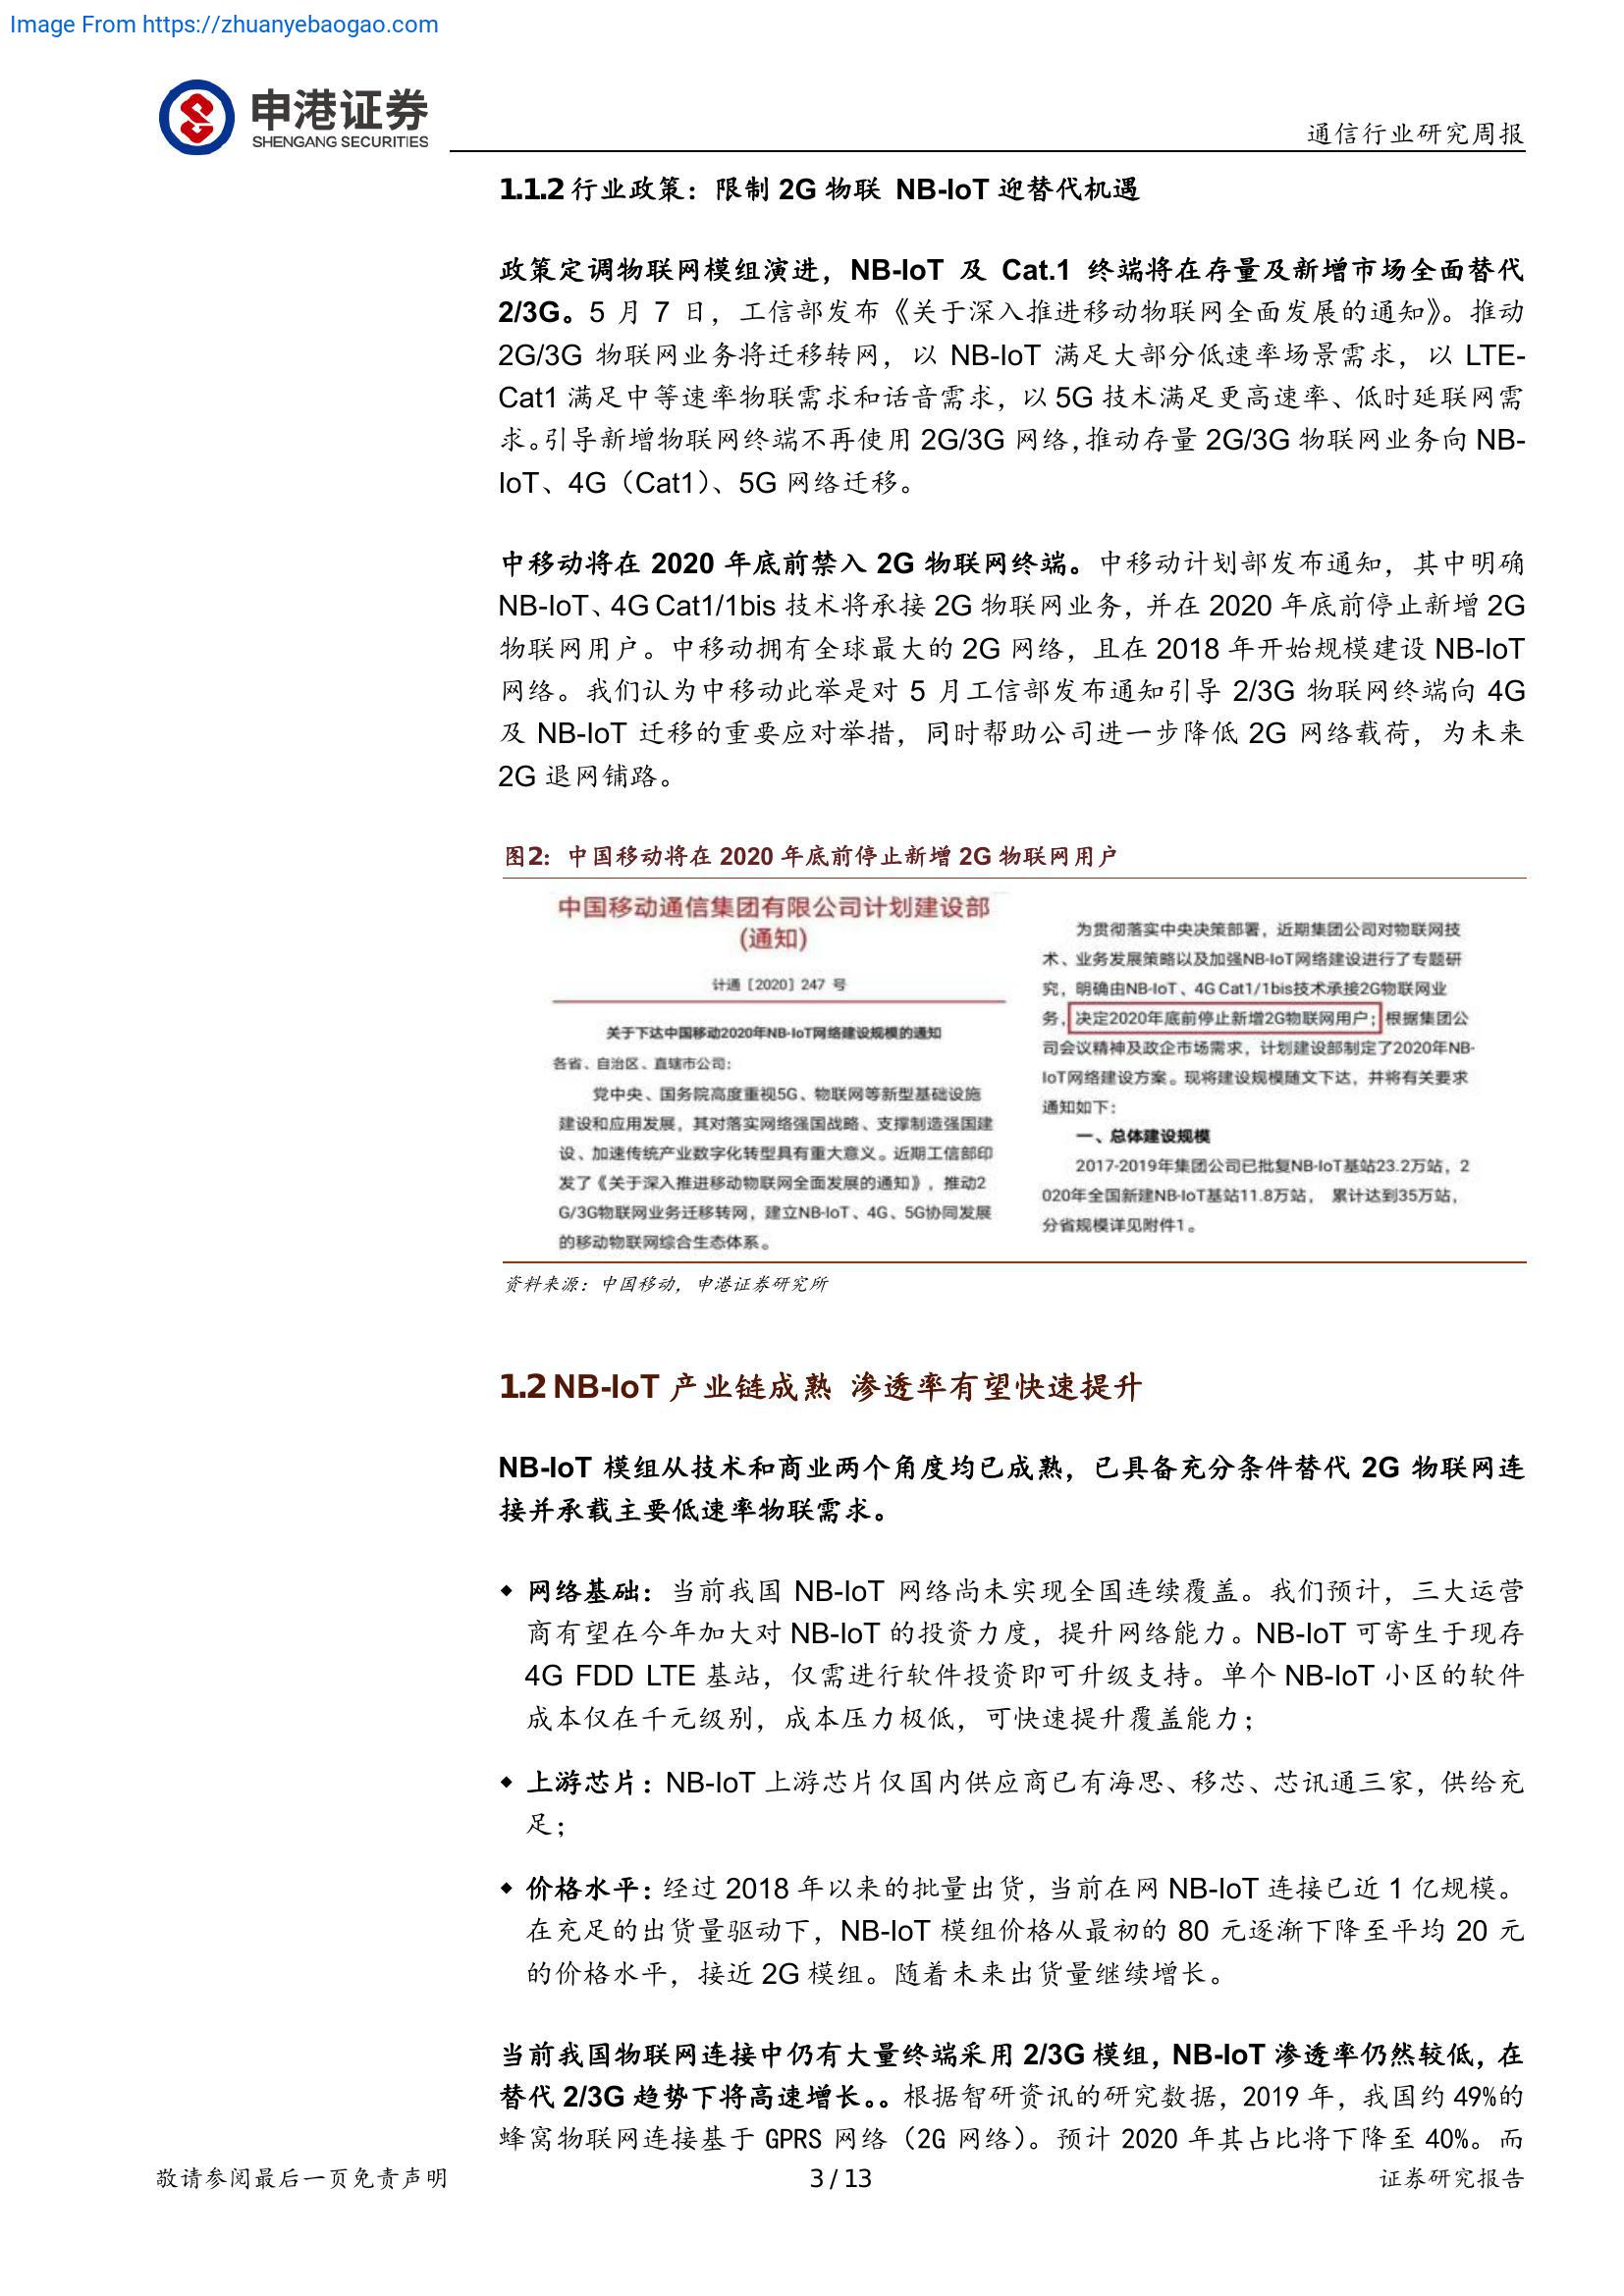 Image From https://zhuanyebaogao.com
申港证券
SHENGANG SECURITIES
通信行业研究周报
1.1.2 行业政策：限制 2G 物联 NB-IoT 迎替代机遇
政策定调物联网模组演进，NB-IoT 及 Cat.1 终端将在存量及新增市场全面替代
2/3G。5 月 7 日，工信部发布《关于深入推进移动物联网全面发展的通知》。推动
2G/3G 物联网业务将迁移转网，以 NB-IoT 满足大部分低速率场景需求，以 LTE-
Cat1 满足中等速率物联需求和话音需求，以 5G 技术满足更高速率、低时延联网需
求。引导新增物联网终端不再使用 2G/3G 网络，推动存量 2G/3G 物联网业务向 NB-
IoT、4G（Cat1）、5G 网络迁移。
中移动将在 2020 年底前禁入 2G 物联网终端。中移动计划部发布通知，其中明确
NB-IoT、4G Cat1/1bis 技术将承接 2G 物联网业务，并在 2020 年底前停止新增 2G
物联网用户。中移动拥有全球最大的 2G 网络，且在 2018 年开始规模建设 NB-IoT
网络。我们认为中移动此举是对 5 月工信部发布通知引导 2/3G 物联网终端向 4G
及 NB-IoT 迁移的重要应对举措，同时帮助公司进一步降低 2G 网络载荷，为未来
2G 退网铺路。
图2：中国移动将在 2020 年底前停止新增 2G 物联网用户
中国移动通信集团有限公司计划建设部
(通知)
计通〔2020〕247 号
关于下达中国移动2020年NB-IoT网络建设规模的通知
各省、自治区、直辖市公司：
党中央、国务院高度重视5G、物联网等新型基础设施
建设和应用发展，其对落实网络强国战略、支撑制造强国建
设、加速传统产业数字化转型具有重大意义。近期工信部印
发了《关于深入推进移动物联网全面发展的通知》，推动2
G/3G物联网业务迁移转网，建立NB-IoT、4G、5G协同发展
的移动物联网综合生态体系。
为贯彻落实中央决策部署，近期集团公司对物联网技
术、业务发展策略以及加强NB-IoT网络建设进行了专题研
究，明确由NB-IoT、4G Cat1/1bis技术承接2G物联网业
务，决定2020年底前停止新增2G物联网用户；根据集团公
司会议精神及政企市场需求，计划建设部制定了2020年NB-
IoT网络建设方案。现将建设规模随文下达，并将有关要求
通知如下：
一、总体建设规模
2017-2019年集团公司已批复NB-IoT基站23.2万站，2
020年全国新建NB-IoT基站11.8万站， 累计达到35万站，
分省规模详见附件1。
资料来源：中国移动，申港证券研究所
1.2 NB-IoT 产业链成熟 渗透率有望快速提升
NB-IoT 模组从技术和商业两个角度均已成熟，已具备充分条件替代 2G 物联网连
接并承载主要低速率物联需求。
◆ 网络基础：当前我国 NB-IoT 网络尚未实现全国连续覆盖。我们预计，三大运营
商有望在今年加大对 NB-IoT 的投资力度，提升网络能力。NB-IoT 可寄生于现存
4G FDD LTE 基站，仅需进行软件投资即可升级支持。单个 NB-IoT 小区的软件
成本仅在千元级别，成本压力极低，可快速提升覆盖能力；
◆ 上游芯片：NB-IoT 上游芯片仅国内供应商已有海思、移芯、芯讯通三家，供给充
足；
◆ 价格水平：经过 2018 年以来的批量出货，当前在网 NB-IoT 连接已近 1 亿规模。
在充足的出货量驱动下，NB-IoT 模组价格从最初的 80 元逐渐下降至平均 20 元
的价格水平，接近 2G 模组。随着未来出货量继续增长。
当前我国物联网连接中仍有大量终端采用 2/3G 模组，NB-IoT 渗透率仍然较低，在
替代 2/3G 趋势下将高速增长。。根据智研资讯的研究数据，2019 年，我国约 49%的
蜂窝物联网连接基于 GPRS 网络（2G 网络）。预计 2020 年其占比将下降至 40%。而
敬请参阅最后一页免责声明
3 / 13
证券研究报告